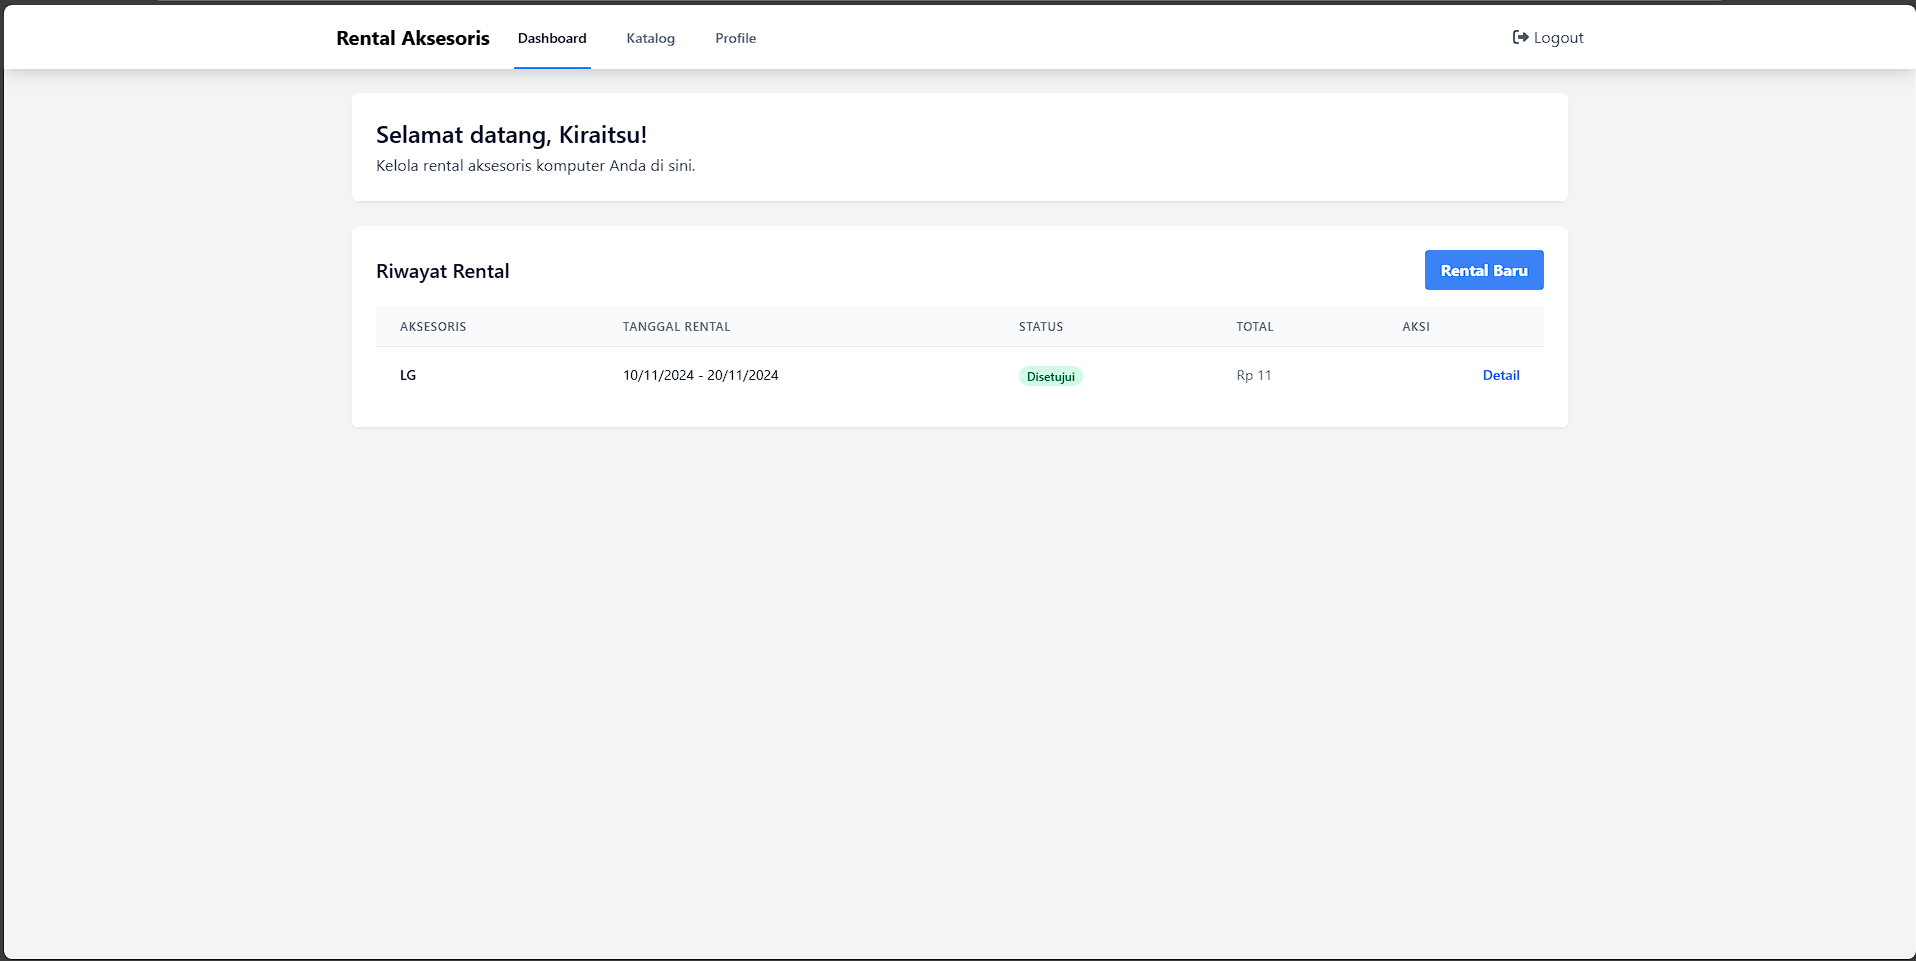 Rental Aksesoris Dashboard Katalog Profile Logout
Selamat datang, Kiraitsu!
Kelola rental aksesoris komputer Anda di sini.
Riwayat Rental Rental Baru
AKSESORIS TANGGAL RENTAL STATUS TOTAL AKSI
LG 10/11/2024 - 20/11/2024 Disetujui Rp 11 Detail